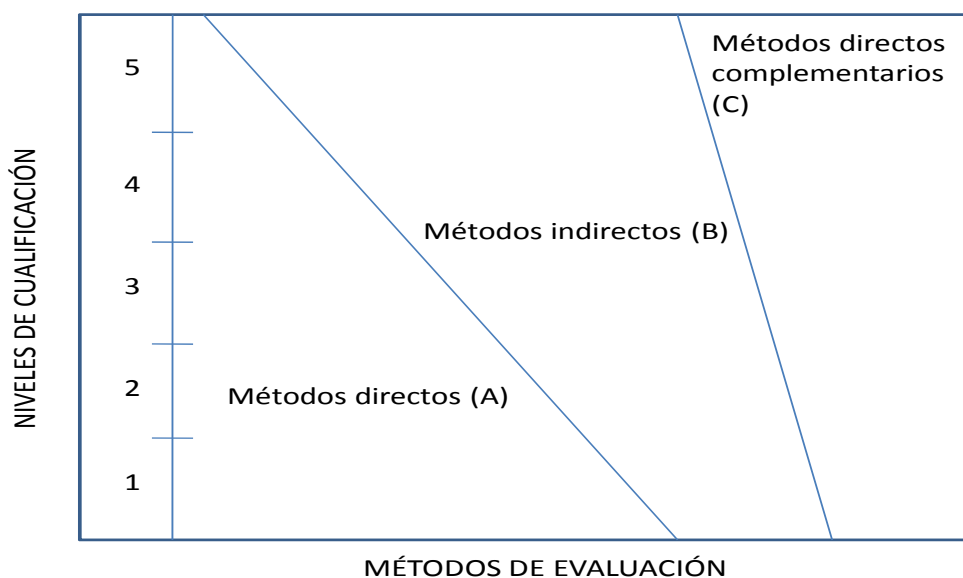 NIVELES DE CUALIFICACIÓN
5
4
3
2
1
Métodos directos
complementarios
(C)
Métodos indirectos (B)
Métodos directos (A)
MÉTODOS DE EVALUACIÓN